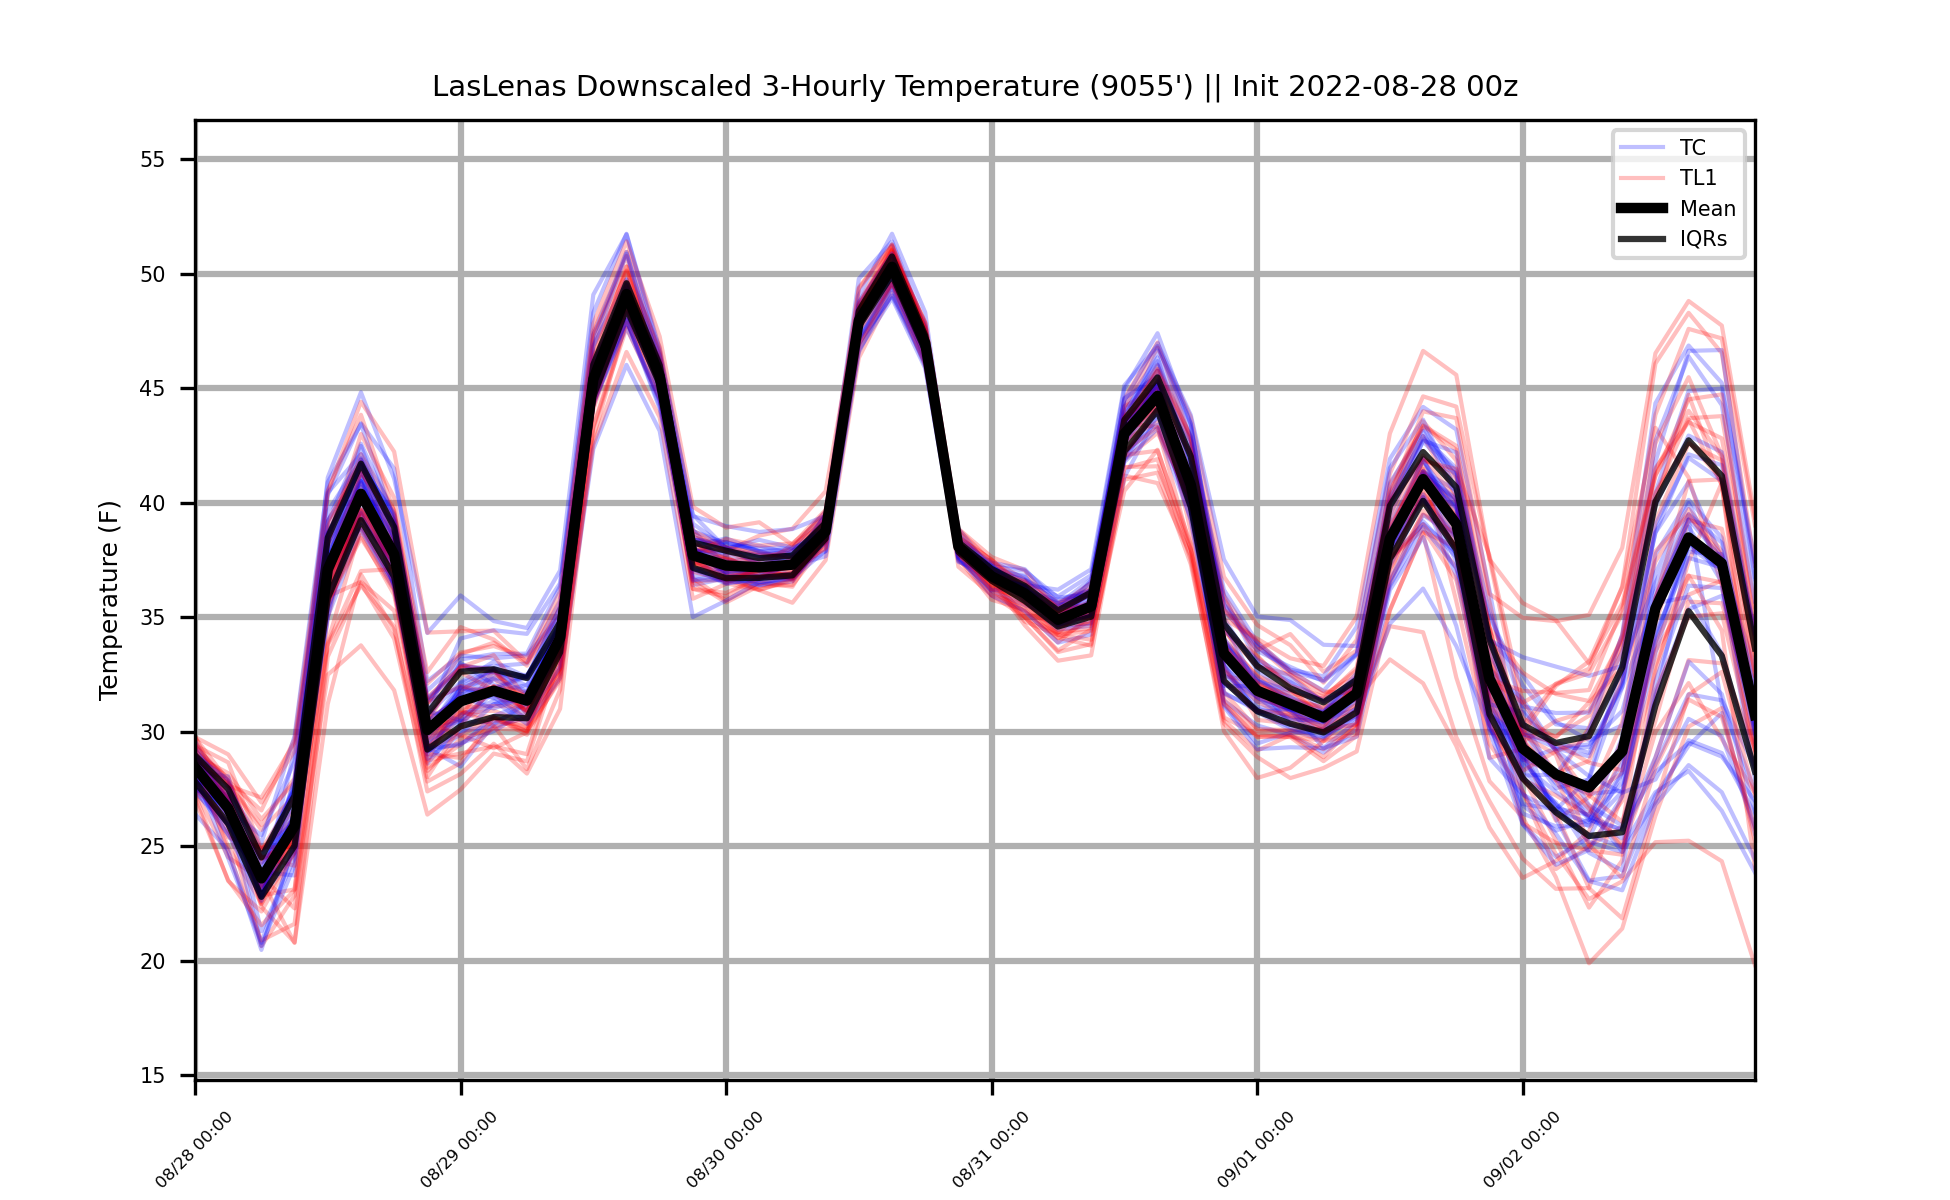 LasLenas Downscaled 3-Hourly Temperature (9055') || Init 2022-08-28 00z
TC
TL1
Mean
IQRs
Temperature (F)
55
50
45
40
35
30
25
20
15
08/28 00:00
08/29 00:00
08/30 00:00
08/31 00:00
09/01 00:00
09/02 00:00